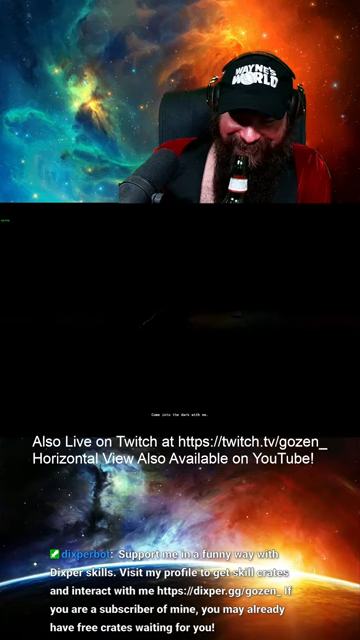 WAYNE'S
WORLD
Come into the dark with me.
Also Live on Twitch at https://twitch.tv/gozen_
Horizontal View Also Available on YouTube!
dixperbot: Support me in a funny way with
Dixper skills. Visit my profile to get skill crates
and interact with me https://dixper.gg/gozen_ If
you are a subscriber of mine, you may already
have free crates waiting for you!